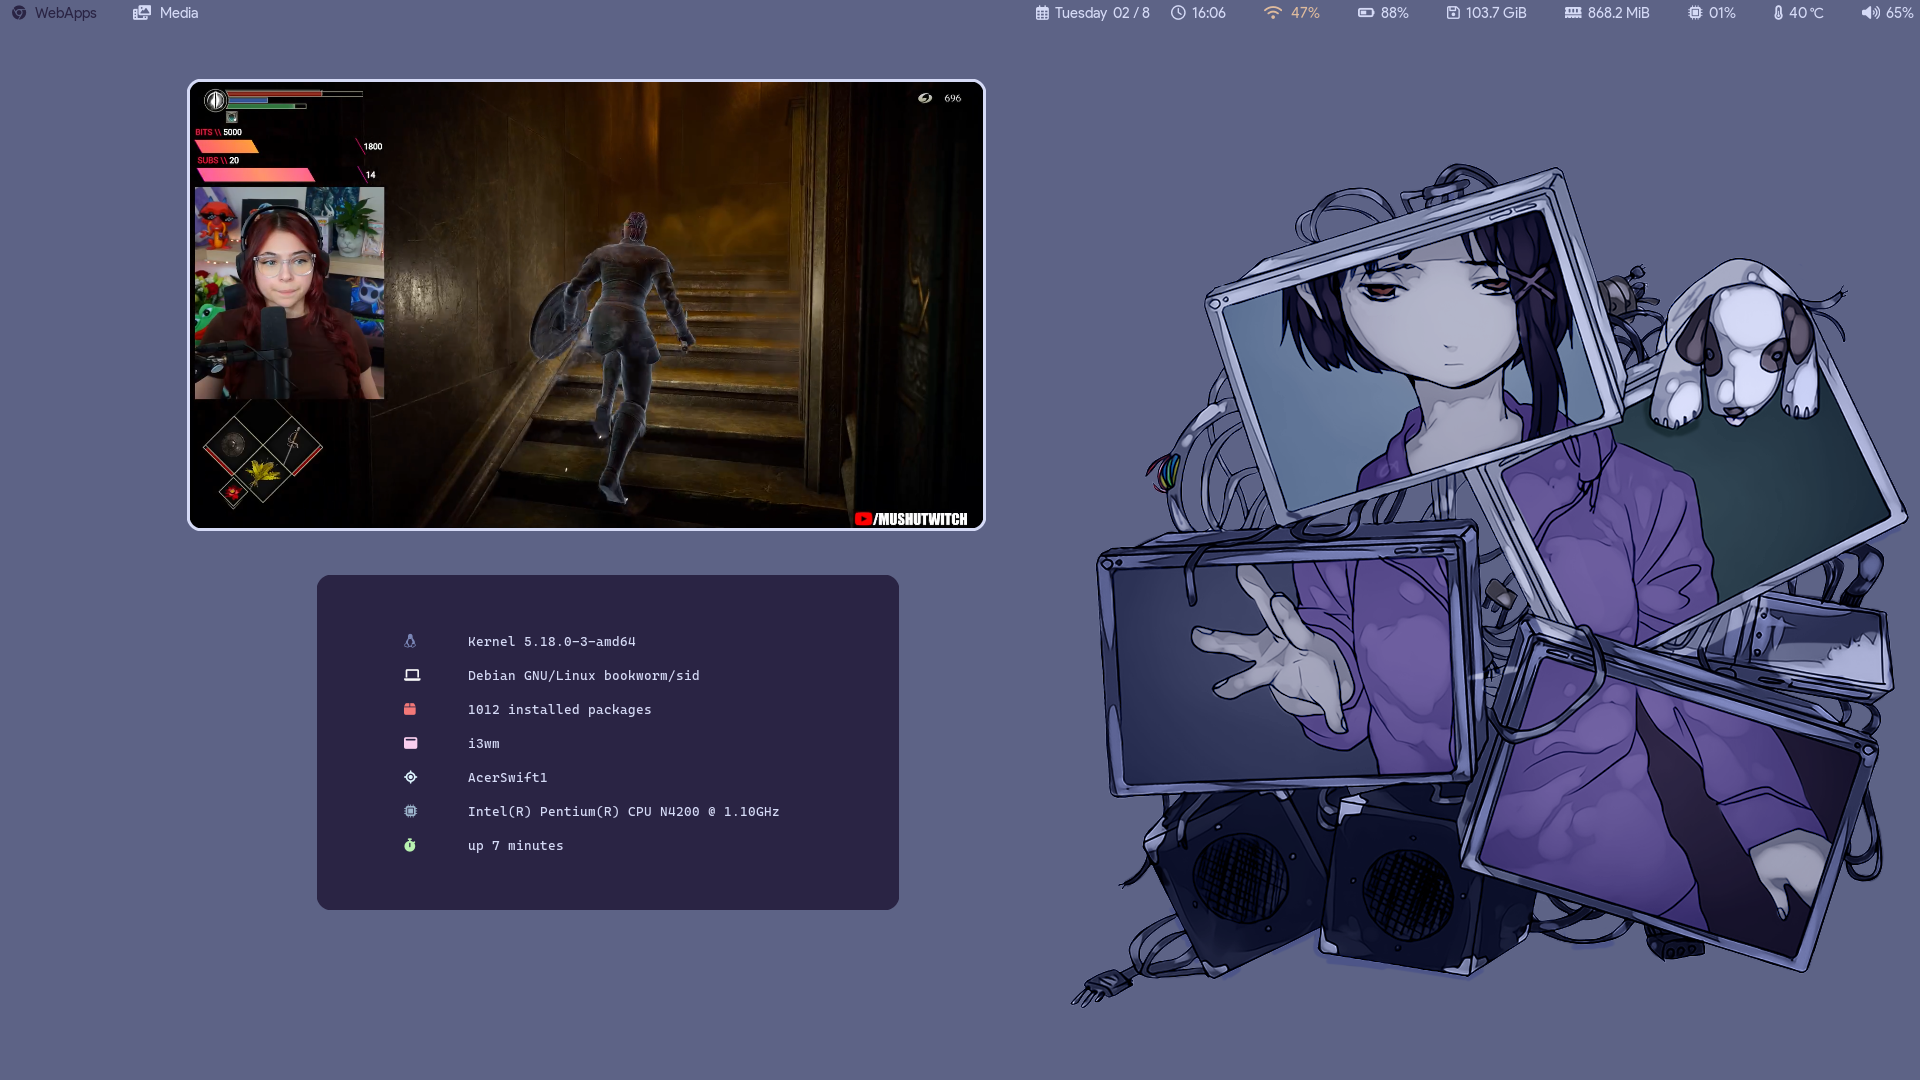 WebApps Media Tuesday 02 / 8 16:06 47% 88% 103.7 GiB 868.2 MiB 01% 40 °C 65%
696
BITS \\ 5000
1800
SUBS \\ 20
14
/MUSHUTWITCH
Kernel 5.18.0-3-amd64
Debian GNU/Linux bookworm/sid
1012 installed packages
i3wm
AcerSwift1
Intel(R) Pentium(R) CPU N4200 @ 1.10GHz
up 7 minutes